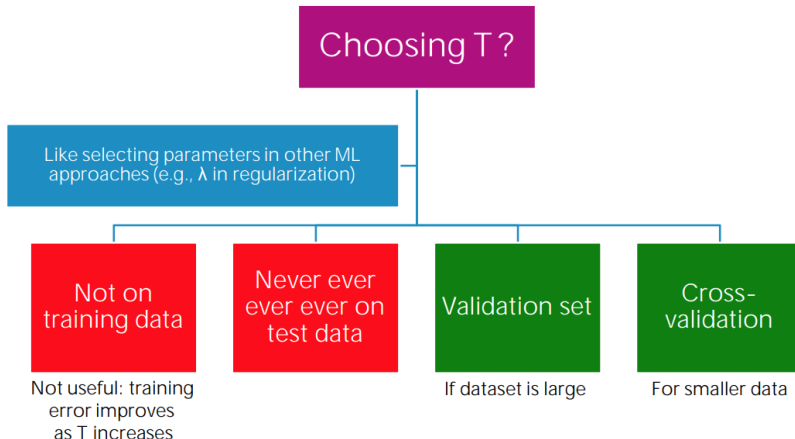 Choosing T?
Like selecting parameters in other ML
approaches (e.g., λ in regularization)
Not on
training data
Not useful: training
error improves
as T increases
Never ever
ever ever on
test data
Validation set
If dataset is large
Cross-
validation
For smaller data